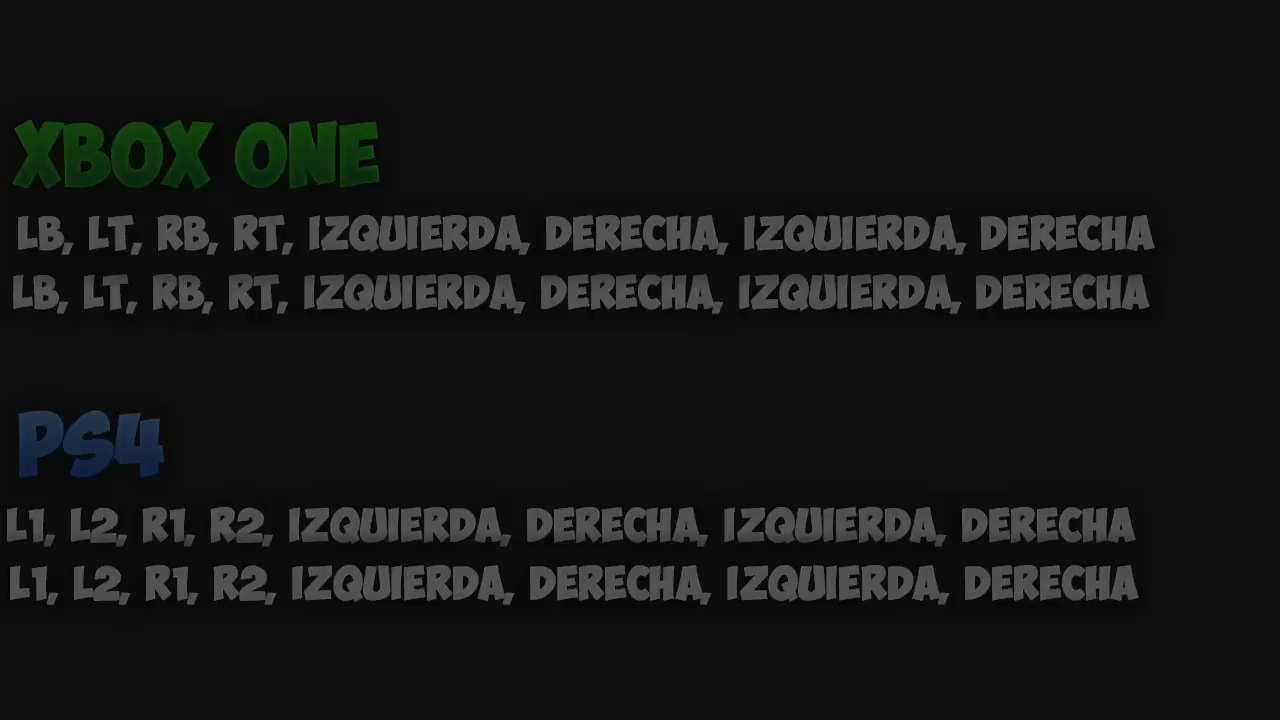 XBOX ONE
LB, LT, RB, RT, IZQUIERDA, DERECHA, IZQUIERDA, DERECHA
LB, LT, RB, RT, IZQUIERDA, DERECHA, IZQUIERDA, DERECHA
PS4
L1, L2, R1, R2, IZQUIERDA, DERECHA, IZQUIERDA, DERECHA
L1, L2, R1, R2, IZQUIERDA, DERECHA, IZQUIERDA, DERECHA